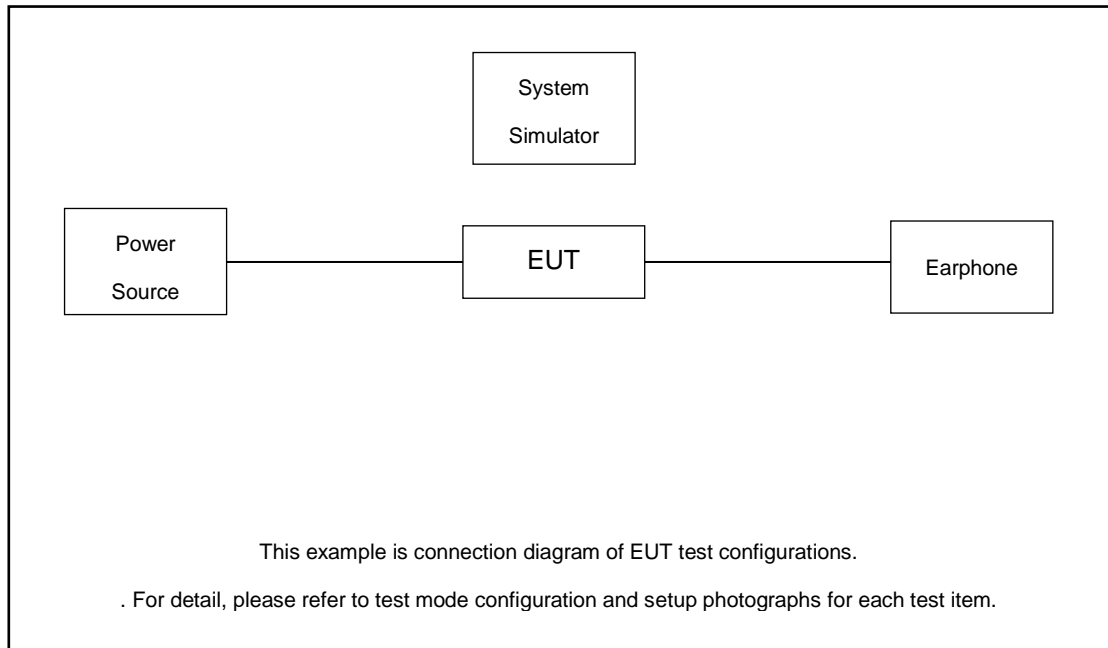 System
Simulator
Power
Source
EUT
Earphone
This example is connection diagram of EUT test configurations.
. For detail, please refer to test mode configuration and setup photographs for each test item.